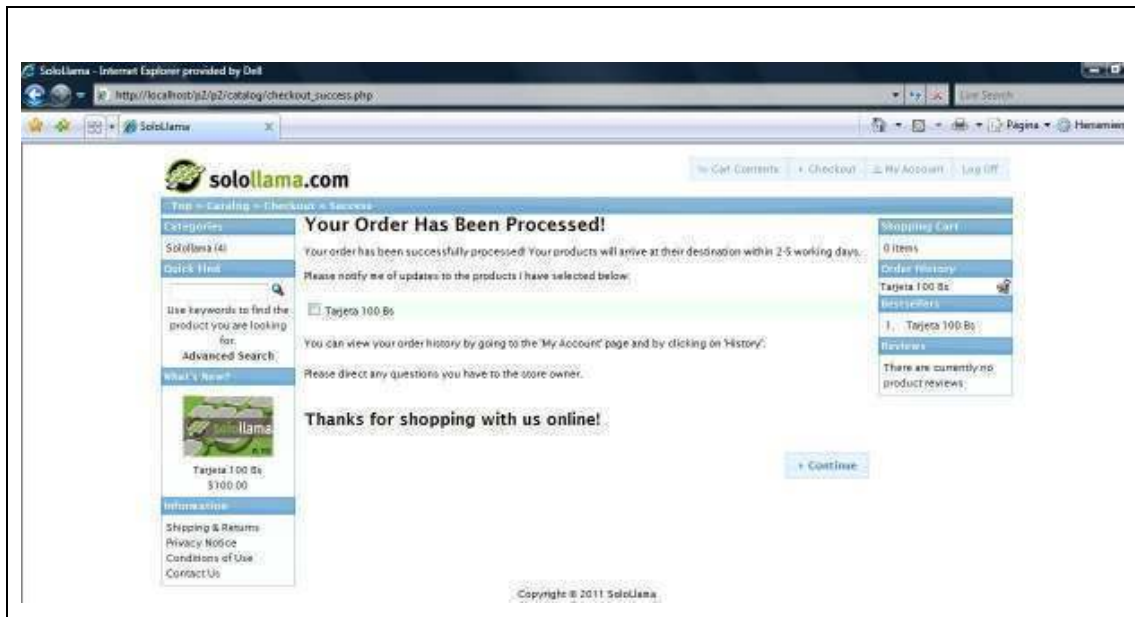 SoloLlama - Internet Explorer provided by Dell
http://localhost/p2/p2/catalog/checkout_success.php
Live Search
SoloLlama
Página
solollama.com
Cart Contents
Checkout
My Account
Log Off
Top » Catalog » Checkout » Success
Categories
Solollama (4)
Quick Find
Use keywords to find the
product you are looking
for.
Advanced Search
What's New?
solollama
Tarjeta 100 Bs
$100.00
Information
Shipping & Returns
Privacy Notice
Conditions of Use
Contact Us
Your Order Has Been Processed!
Your order has been successfully processed! Your products will arrive at their destination within 2-5 working days.
Please notify me of updates to the products I have selected below:
Tarjeta 100 Bs
You can view your order history by going to the 'My Account' page and by clicking on 'History'.
Please direct any questions you have to the store owner.
Thanks for shopping with us online!
Continue
Shopping Cart
0 items
Order History
Tarjeta 100 Bs
Bestsellers
1. Tarjeta 100 Bs
Reviews
There are currently no
product reviews
Copyright © 2011 SoloLlama